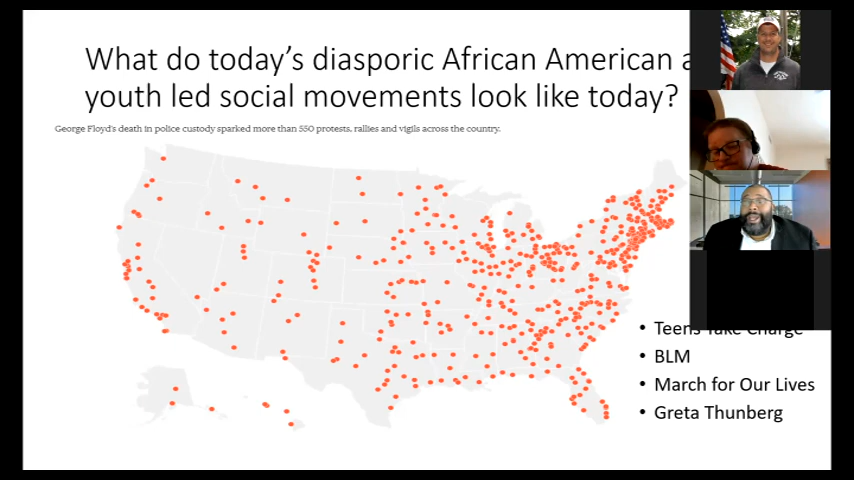 What do today's diasporic African American a
youth led social movements look like today?
George Floyd's death in police custody sparked more than 550 protests, rallies and vigils across the country.
• Teens Take Charge
• BLM
• March for Our Lives
• Greta Thunberg